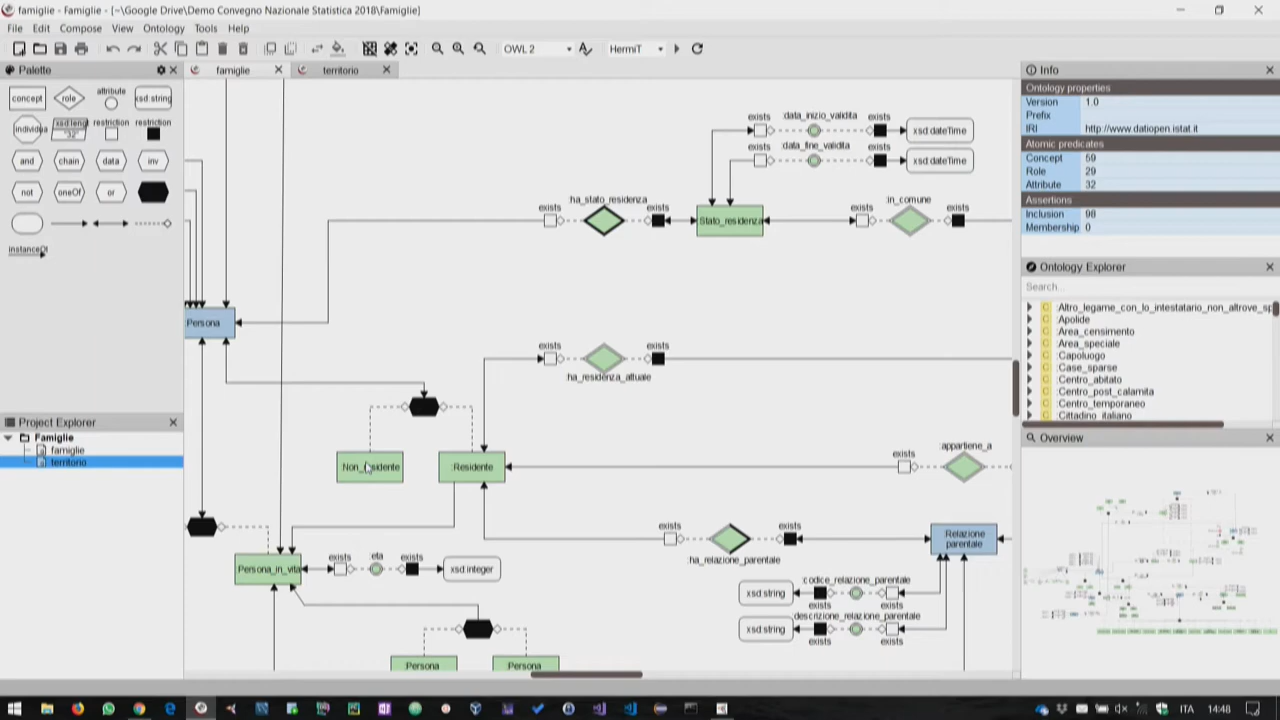 famiglie - Famiglie - [~\Google Drive\Demo Convegno Nazionale Statistica 2018\Famiglie]
File Edit Compose View Ontology Tools Help
OWL 2 HermiT
Palette
concept role attribute xsd:string
restriction restriction
and chain data inv
not oneOf or
famiglie territorio
:data_inizio_validita
exists exists xsd:dateTime
:data_fine_validita
exists exists xsd:dateTime
:ha_stato_residenza
exists exists :Stato_residenza exists :in_comune exists
:Persona
exists exists
:ha_residenza_attuale
:appartiene_a
exists
:Residente
exists exists
:ha_relazione_parentale
:Relazione
parentale
:Persona_in_vita exists :eta exists xsd:integer
:codice_relazione_parentale
xsd:string exists exists
:descrizione_relazione_parentale
xsd:string exists exists
:Persona :Persona
Project Explorer
Famiglie
famiglie
territorio
Info
Ontology properties
Version 1.0
Prefix
IRI http://www.datiopen.istat.it
Atomic predicates
Concept 59
Role 29
Attribute 32
Assertions
Inclusion 98
Membership 0
Ontology Explorer
Search...
C :Altro_legame_con_lo_intestatario_non_altrove_sp
C :Apolide
C :Area_censimento
C :Area_speciale
C :Capoluogo
C :Case_sparse
C :Centro_abitato
C :Centro_post_calamita
C :Centro_temporaneo
C :Cittadino_italiano
Overview
ITA 14:48